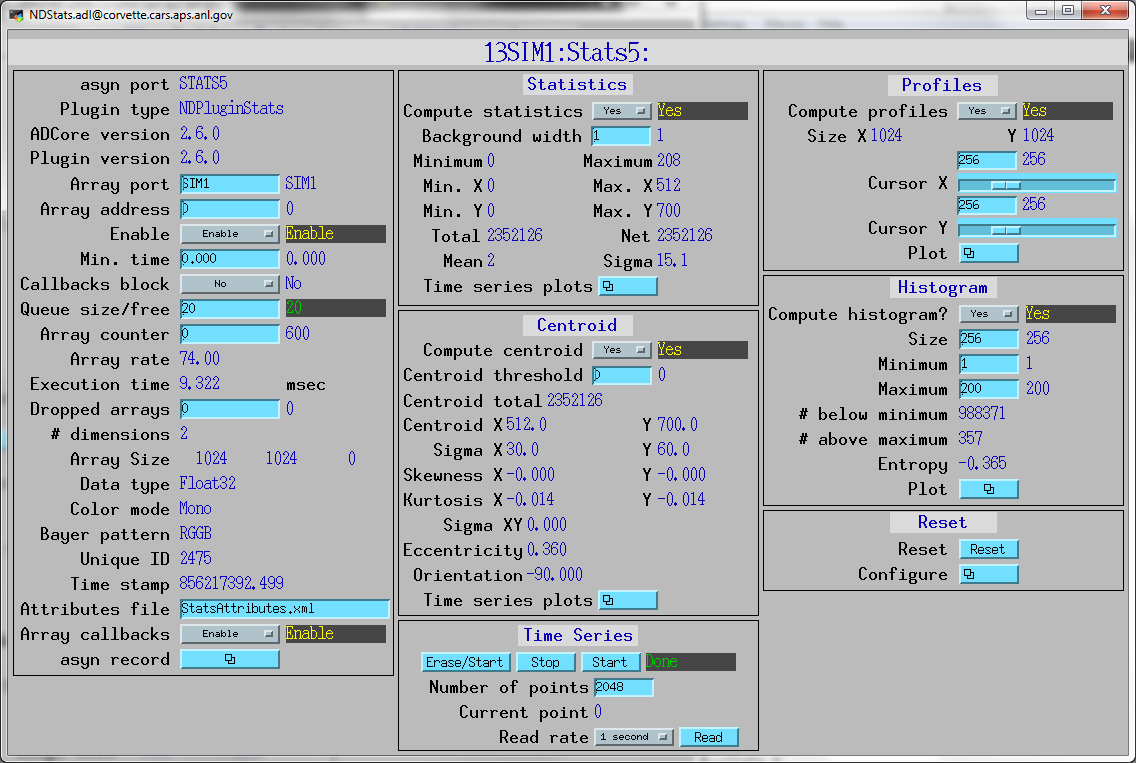 NDStats.adl@corvette.cars.aps.anl.gov
13SIM1:Stats5:
asyn port STATS5
Plugin type NDPluginStats
ADCore version 2.6.0
Plugin version 2.6.0
Array port SIM1 SIM1
Array address 0 0
Enable Enable Enable
Min. time 0.000 0.000
Callbacks block No No
Queue size/free 20 20
Array counter 0 600
Array rate 74.00
Execution time 9.322 msec
Dropped arrays 0 0
# dimensions 2
Array Size 1024 1024 0
Data type Float32
Color mode Mono
Bayer pattern RGGB
Unique ID 2475
Time stamp 856217392.499
Attributes file StatsAttributes.xml
Array callbacks Enable Enable
asyn record
Statistics
Compute statistics Yes Yes
Background width 1 1
Minimum 0 Maximum 208
Min. X 0 Max. X 512
Min. Y 0 Max. Y 700
Total 2352126 Net 2352126
Mean 2 Sigma 15.1
Time series plots
Centroid
Compute centroid Yes Yes
Centroid threshold 0 0
Centroid total 2352126
Centroid X 512.0 Y 700.0
Sigma X 30.0 Y 60.0
Skewness X -0.000 Y -0.000
Kurtosis X -0.014 Y -0.014
Sigma XY 0.000
Eccentricity 0.360
Orientation -90.000
Time series plots
Time Series
Erase/Start Stop Start Done
Number of points 2048
Current point 0
Read rate 1 second Read
Profiles
Compute profiles Yes Yes
Size X 1024 Y 1024
256 256
Cursor X
256 256
Cursor Y
Plot
Histogram
Compute histogram? Yes Yes
Size 256 256
Minimum 1 1
Maximum 200 200
# below minimum 988371
# above maximum 357
Entropy -0.365
Plot
Reset
Reset Reset
Configure